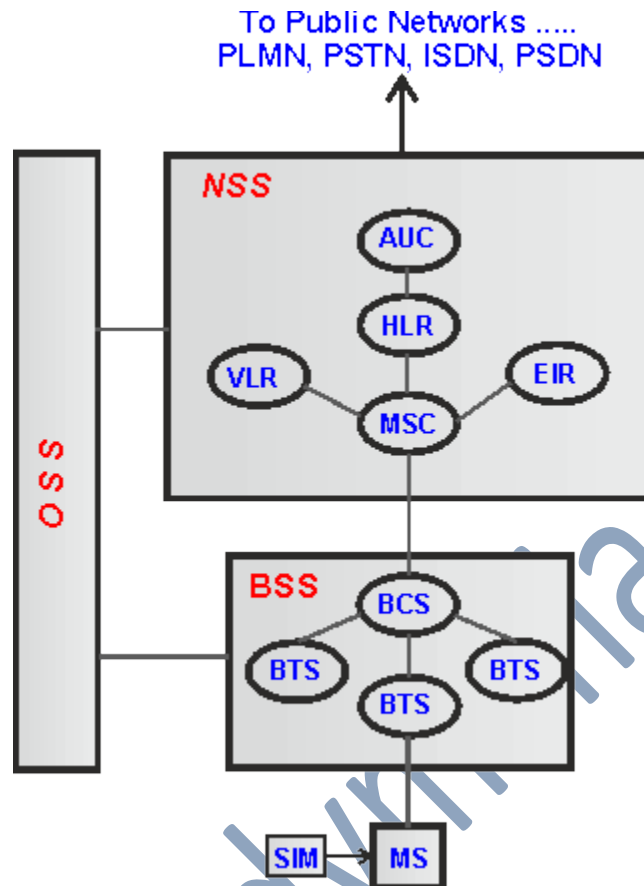 To Public Networks .....
PLMN, PSTN, ISDN, PSDN
NSS
AUC
HLR
VLR
EIR
MSC
OSS
BSS
BCS
BTS
BTS
BTS
SIM
MS